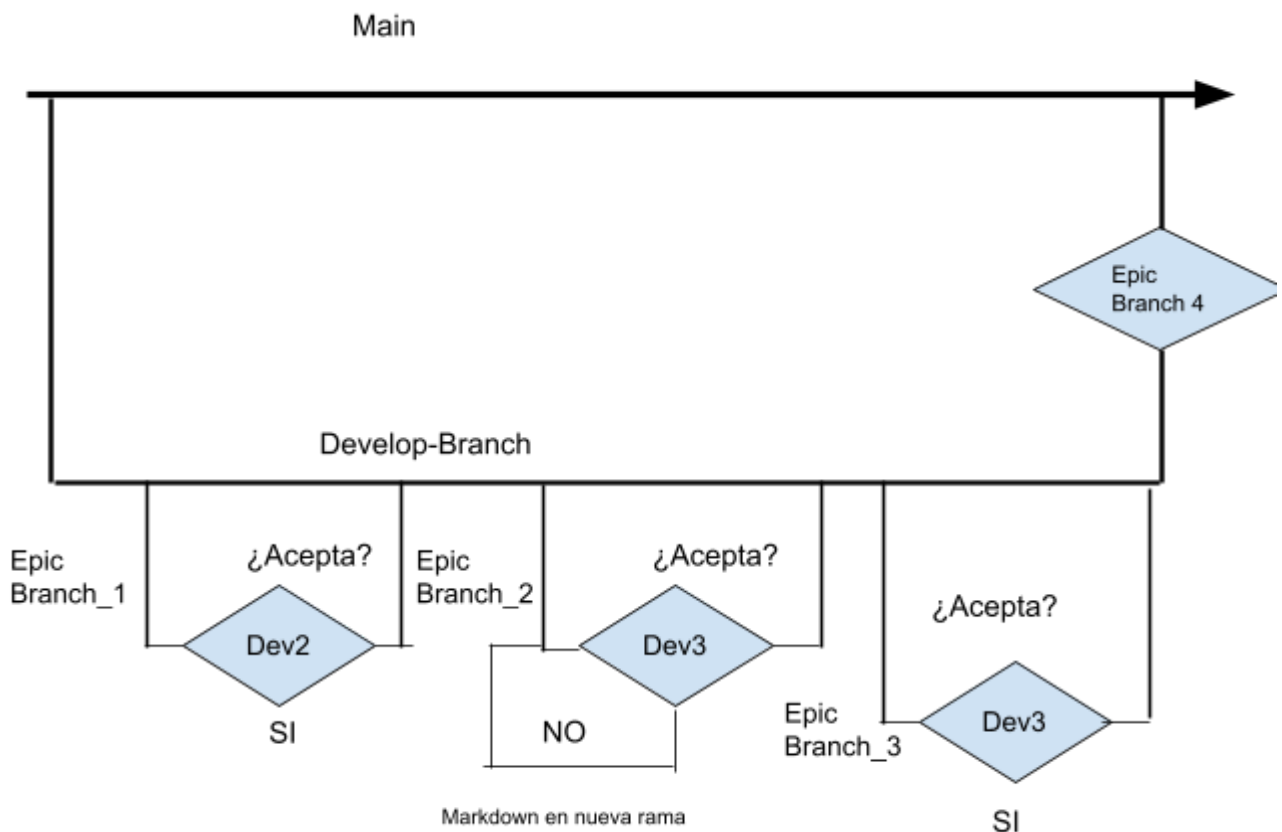 Main
Epic
Branch 4
Develop-Branch
Epic
Branch_1
¿Acepta?
Dev2
SI
Epic
Branch_2
¿Acepta?
Dev3
NO
Markdown en nueva rama
Epic
Branch_3
¿Acepta?
Dev3
SI